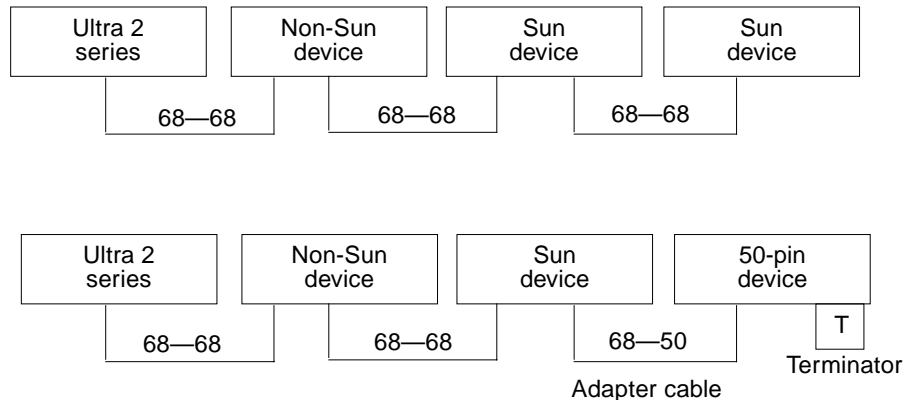 Ultra 2
series
Non-Sun
device
Sun
device
Sun
device
68—68
68—68
68—68
Ultra 2
series
Non-Sun
device
Sun
device
50-pin
device
68—68
68—68
68—50
T
Terminator
Adapter cable